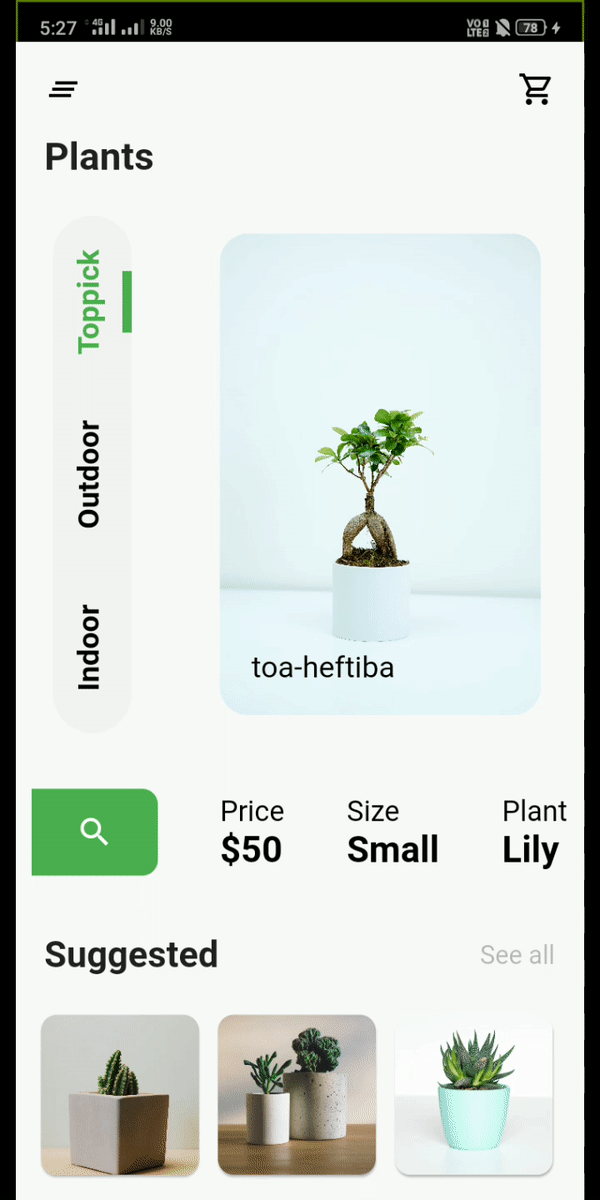 5:27 4G 9.00 KB/S VO LTE 2 78
Plants
Toppick
Outdoor
Indoor
toa-heftiba
Price Size Plant
$50 Small Lily
Suggested See all